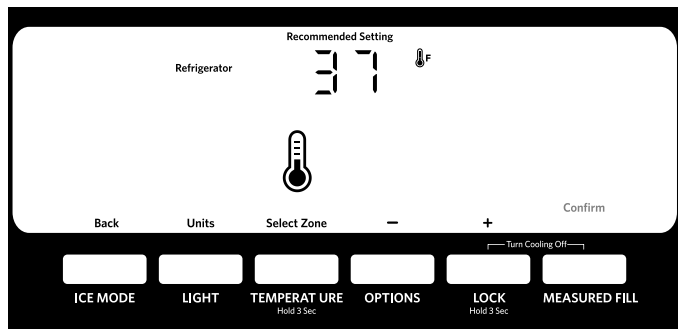 Recommended Setting
Refrigerator 37 F
Confirm
Back Units Select Zone − +
Turn Cooling Off
ICE MODE LIGHT TEMPERAT URE OPTIONS LOCK MEASURED FILL
Hold 3 Sec Hold 3 Sec